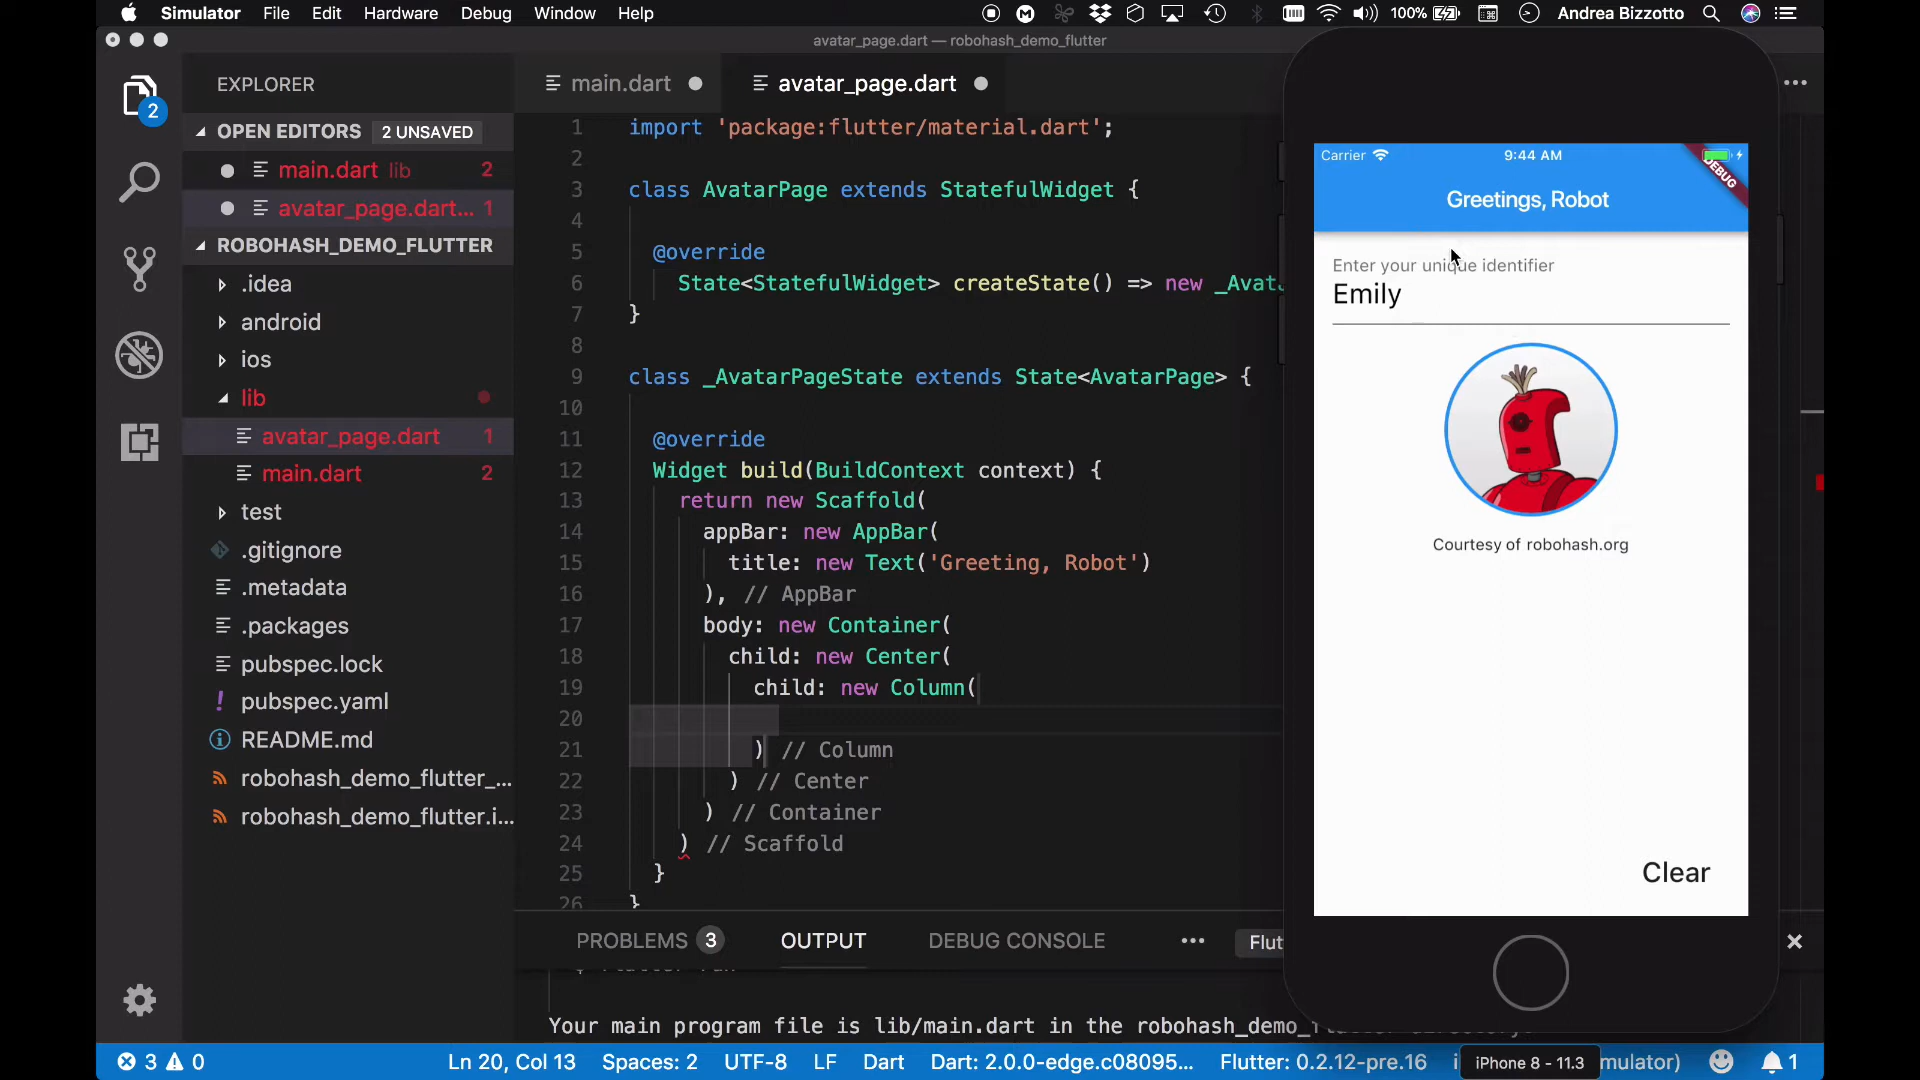 Simulator File Edit Hardware Debug Window Help 100% Andrea Bizzotto
avatar_page.dart — robohash_demo_flutter
EXPLORER
OPEN EDITORS 2 UNSAVED
main.dart lib 2
avatar_page.dart... 1
ROBOHASH_DEMO_FLUTTER
.idea
android
ios
lib
avatar_page.dart 1
main.dart 2
test
.gitignore
.metadata
.packages
pubspec.lock
pubspec.yaml
README.md
robohash_demo_flutter_...
robohash_demo_flutter.i...
2
main.dart avatar_page.dart
1 import 'package:flutter/material.dart';
2
3 class AvatarPage extends StatefulWidget {
4
5 @override
6 State<StatefulWidget> createState() => new _Avata
7 }
8
9 class _AvatarPageState extends State<AvatarPage> {
10
11 @override
12 Widget build(BuildContext context) {
13 return new Scaffold(
14 appBar: new AppBar(
15 title: new Text('Greeting, Robot')
16 ), // AppBar
17 body: new Container(
18 child: new Center(
19 child: new Column(
20
21 ) // Column
22 ) // Center
23 ) // Container
24 ) // Scaffold
25 }
26 }
PROBLEMS 3 OUTPUT DEBUG CONSOLE ... Flut
Your main program file is lib/main.dart in the robohash_demo_flutter
3 0 Ln 20, Col 13 Spaces: 2 UTF-8 LF Dart Dart: 2.0.0-edge.c08095... Flutter: 0.2.12-pre.16 i mulator) 1
iPhone 8 - 11.3
Carrier 9:44 AM
DEBUG
Greetings, Robot
Enter your unique identifier
Emily
Courtesy of robohash.org
Clear